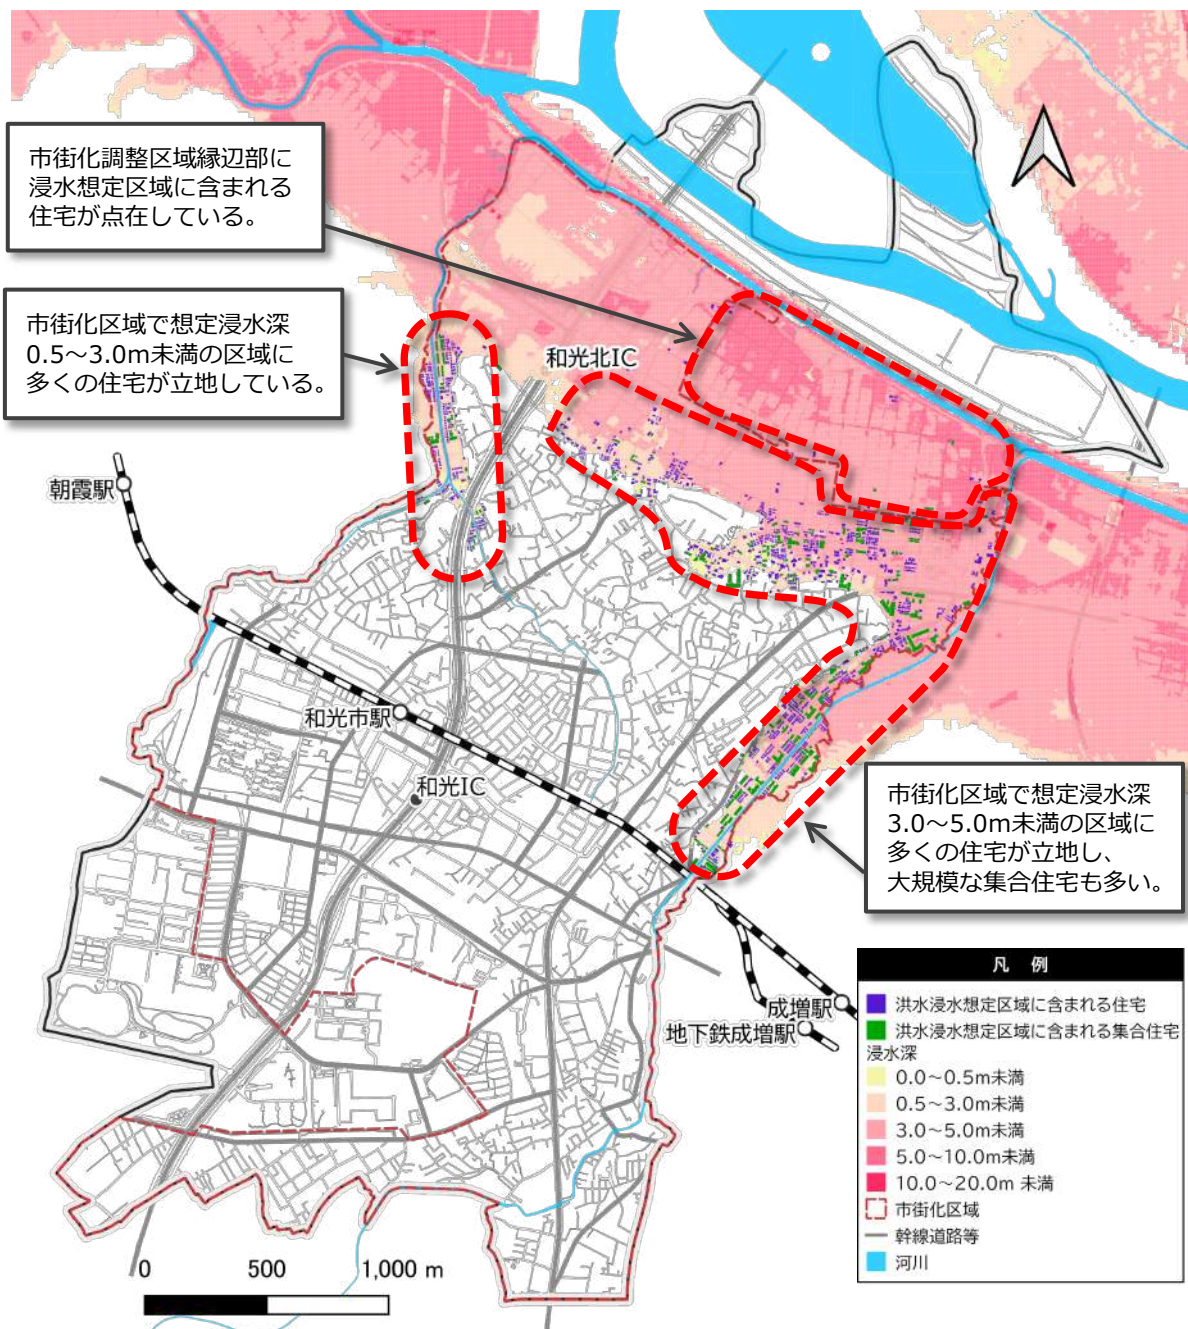 市街化調整区域縁辺部に
浸水想定区域に含まれる
住宅が点在している。
市街化区域で想定浸水深
0.5～3.0m未満の区域に
多くの住宅が立地している。
和光北IC
朝霞駅
和光市駅
和光IC
市街化区域で想定浸水深
3.0～5.0m未満の区域に
多くの住宅が立地し、
大規模な集合住宅も多い。
成増駅
地下鉄成増駅
凡 例
洪水浸水想定区域に含まれる住宅
洪水浸水想定区域に含まれる集合住宅
浸水深
0.0～0.5m未満
0.5～3.0m未満
3.0～5.0m未満
5.0～10.0m未満
10.0～20.0m 未満
市街化区域
幹線道路等
河川
0 500 1,000 m